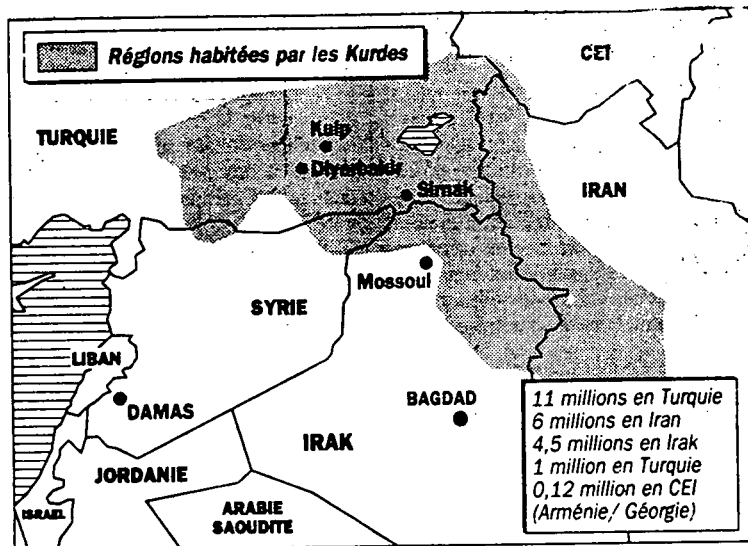 Régions habitées par les Kurdes
CEI
TURQUIE
Kulp
Diyarbakir
Sirnak
IRAN
Mossoul
SYRIE
LIBAN
DAMAS
BAGDAD
IRAK
JORDANIE
ISRAEL
ARABIE
SAOUDITE
11 millions en Turquie
6 millions en Iran
4,5 millions en Irak
1 million en Turquie
0,12 million en CEI
(Arménie/ Géorgie)